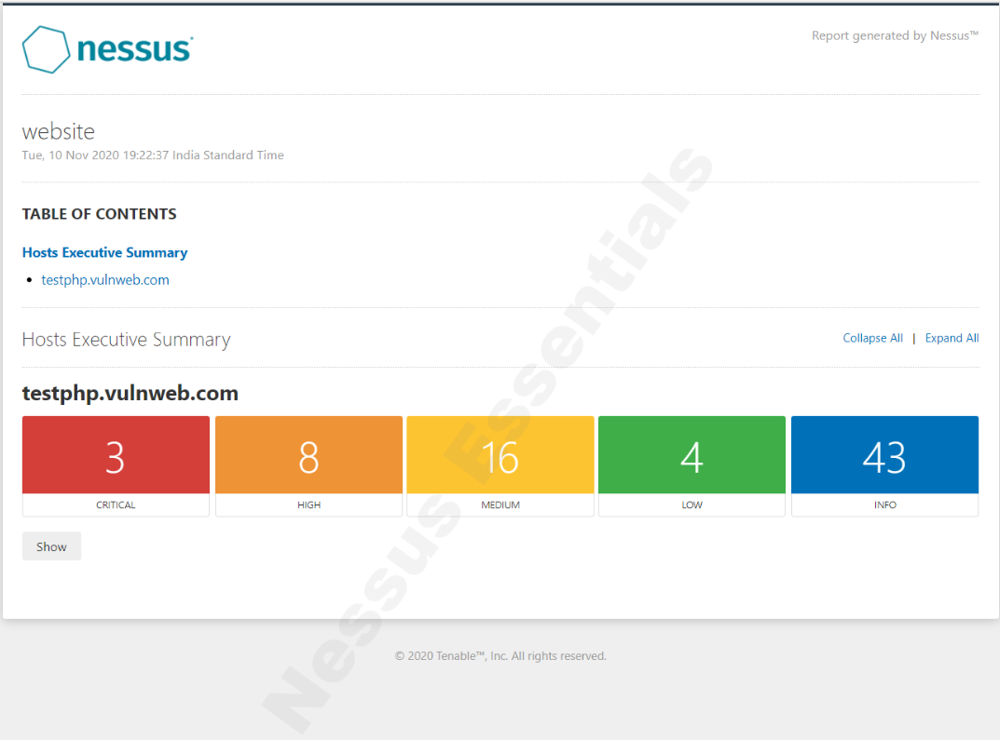 nessus
Report generated by Nessus™
website
Tue, 10 Nov 2020 19:22:37 India Standard Time
TABLE OF CONTENTS
Hosts Executive Summary
• testphp.vulnweb.com
Hosts Executive Summary
Collapse All | Expand All
testphp.vulnweb.com
3 8 16 4 43
CRITICAL HIGH MEDIUM LOW INFO
Show
Nessus Essentials
© 2020 Tenable™, Inc. All rights reserved.